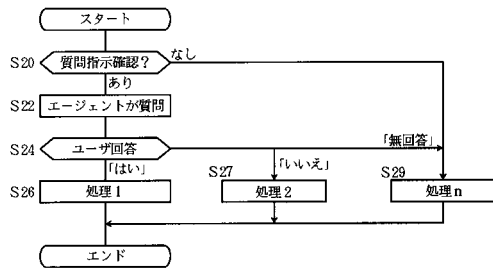 スタート
S20 質問指示確認？ なし
あり
S22 エージェントが質問
S24 ユーザ回答 「無回答」
「はい」 「いいえ」
S26 処理1 S27 処理2 S29 処理n
エンド